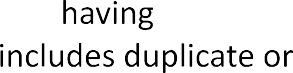 having
includes duplicate or